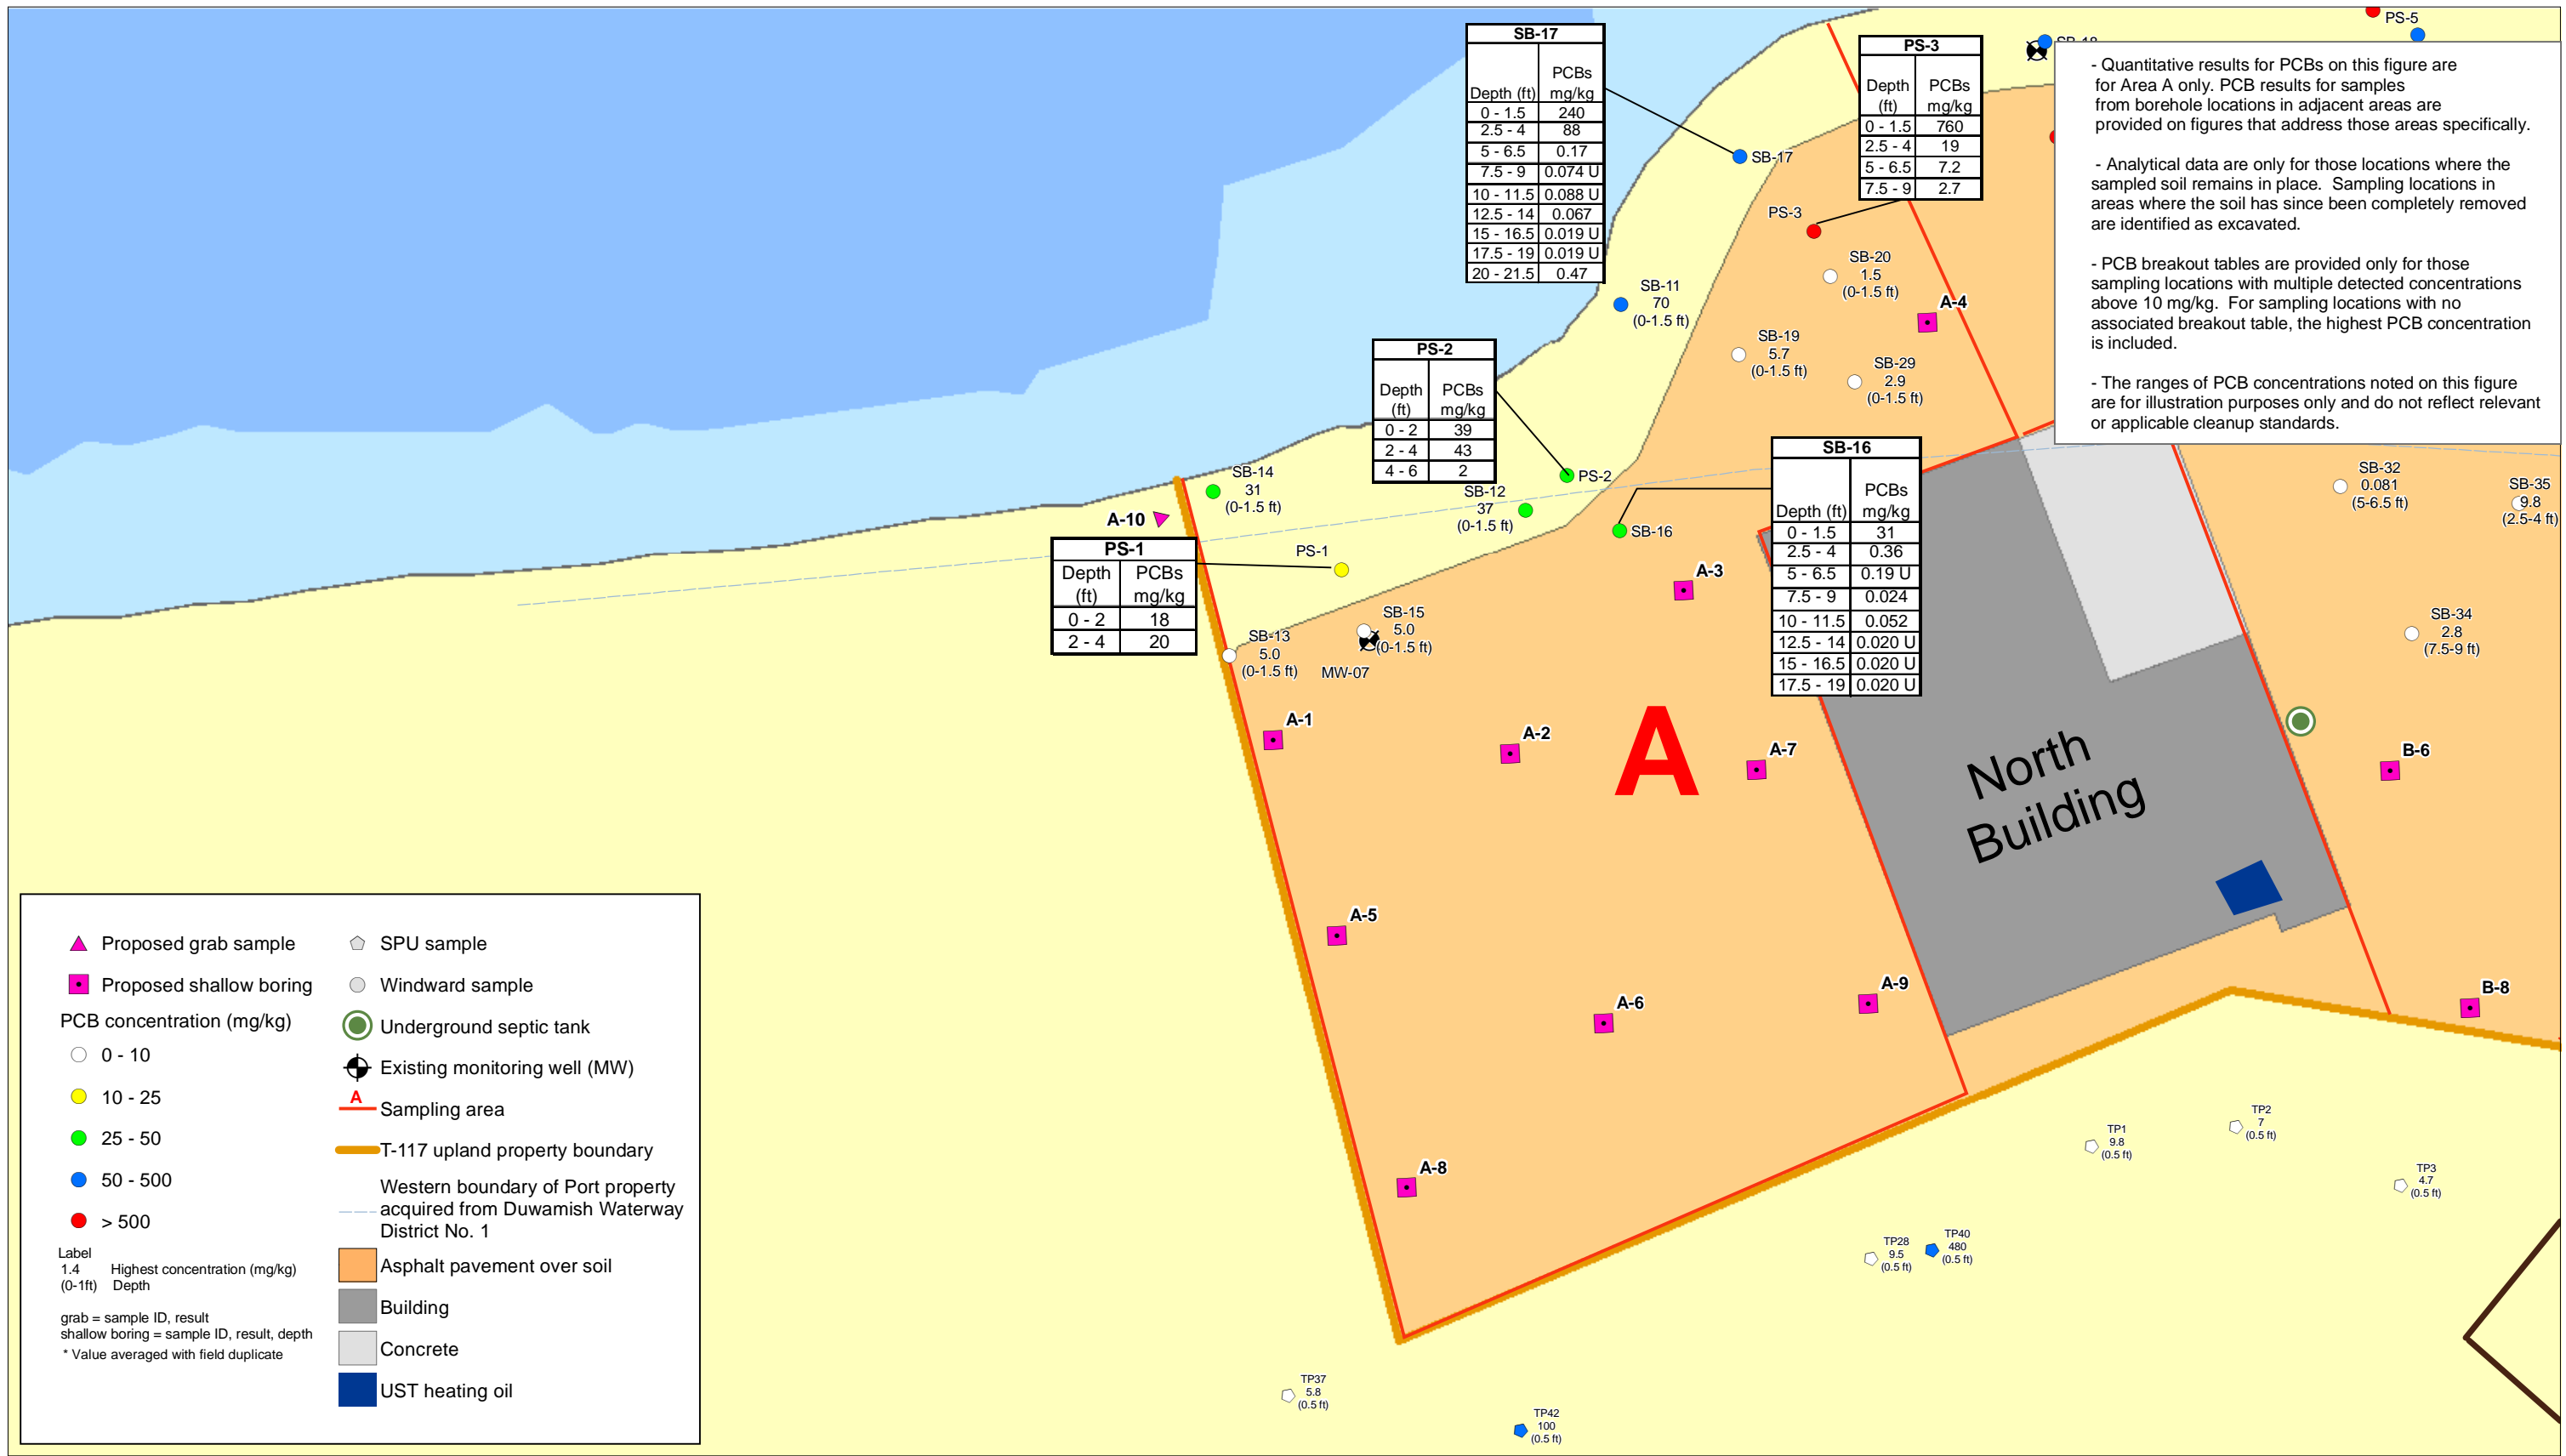 SB-17
Depth (ft) PCBs mg/kg
0 - 1.5 240
2.5 - 4 88
5 - 6.5 0.17
7.5 - 9 0.074 U
10 - 11.5 0.088 U
12.5 - 14 0.067
15 - 16.5 0.019 U
17.5 - 19 0.019 U
20 - 21.5 0.47
PS-3
Depth (ft) PCBs mg/kg
0 - 1.5 760
2.5 - 4 19
5 - 6.5 7.2
7.5 - 9 2.7
PS-5
- Quantitative results for PCBs on this figure are
for Area A only. PCB results for samples
from borehole locations in adjacent areas are
provided on figures that address those areas specifically.
- Analytical data are only for those locations where the
sampled soil remains in place. Sampling locations in
areas where the soil has since been completely removed
are identified as excavated.
- PCB breakout tables are provided only for those
sampling locations with multiple detected concentrations
above 10 mg/kg. For sampling locations with no
associated breakout table, the highest PCB concentration
is included.
- The ranges of PCB concentrations noted on this figure
are for illustration purposes only and do not reflect relevant
or applicable cleanup standards.
SB-17
PS-3
SB-20
1.5
(0-1.5 ft)
A-4
SB-11
70
(0-1.5 ft)
SB-19
5.7
(0-1.5 ft)
SB-29
2.9
(0-1.5 ft)
PS-2
Depth (ft) PCBs mg/kg
0 - 2 39
2 - 4 43
4 - 6 2
PS-2
SB-16
Depth (ft) PCBs mg/kg
0 - 1.5 31
2.5 - 4 0.36
5 - 6.5 0.19 U
7.5 - 9 0.024
10 - 11.5 0.052
12.5 - 14 0.020 U
15 - 16.5 0.020 U
17.5 - 19 0.020 U
SB-14
31
(0-1.5 ft)
SB-12
37
(0-1.5 ft)
SB-16
A-10
PS-1
Depth (ft) PCBs mg/kg
0 - 2 18
2 - 4 20
PS-1
A-3
SB-32
0.081
(5-6.5 ft)
SB-35
9.8
(2.5-4 ft)
SB-13
5.0
(0-1.5 ft)
SB-15
5.0
(0-1.5 ft)
MW-07
SB-34
2.8
(7.5-9 ft)
A-1
A-2
A
A-7
North
Building
B-6
A-5
A-6
A-9
B-8
A-8
TP1
9.8
(0.5 ft)
TP2
7
(0.5 ft)
TP3
4.7
(0.5 ft)
TP28
9.5
(0.5 ft)
TP40
480
(0.5 ft)
TP37
5.8
(0.5 ft)
TP42
100
(0.5 ft)
Proposed grab sample
Proposed shallow boring
PCB concentration (mg/kg)
0 - 10
10 - 25
25 - 50
50 - 500
> 500
Label
1.4 Highest concentration (mg/kg)
(0-1ft) Depth
grab = sample ID, result
shallow boring = sample ID, result, depth
* Value averaged with field duplicate
SPU sample
Windward sample
Underground septic tank
Existing monitoring well (MW)
A
Sampling area
T-117 upland property boundary
Western boundary of Port property
acquired from Duwamish Waterway
District No. 1
Asphalt pavement over soil
Building
Concrete
UST heating oil